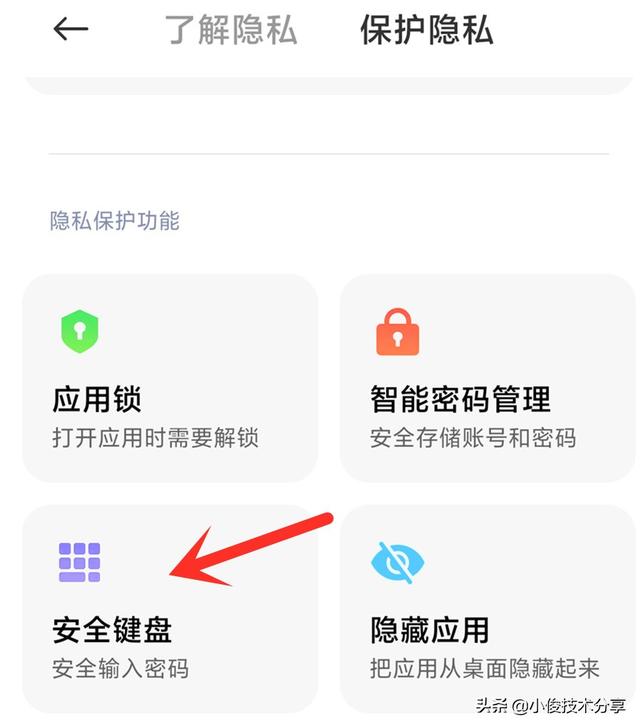 了解隐私 保护隐私
隐私保护功能
应用锁 智能密码管理
打开应用时需要解锁 安全存储账号和密码
安全键盘 隐藏应用
安全输入密码 把应用从桌面隐藏起来
头条 @小俊技术分享